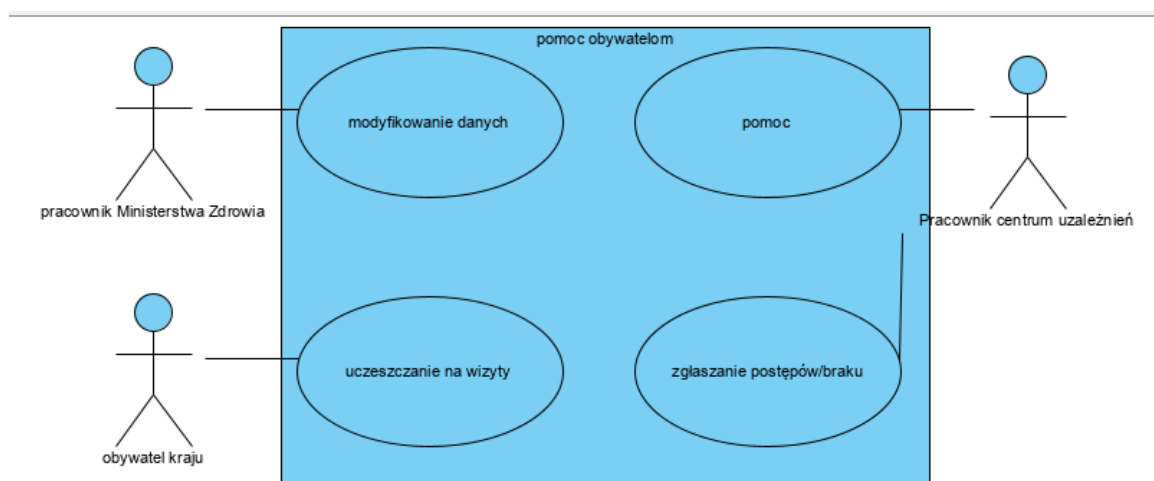 pomoc obywatelom
modyfikowanie danych
pomoc
pracownik Ministerstwa Zdrowia
Pracownik centrum uzależnień
uczeszczanie na wizyty
zgłaszanie postępów/braku
obywatel kraju